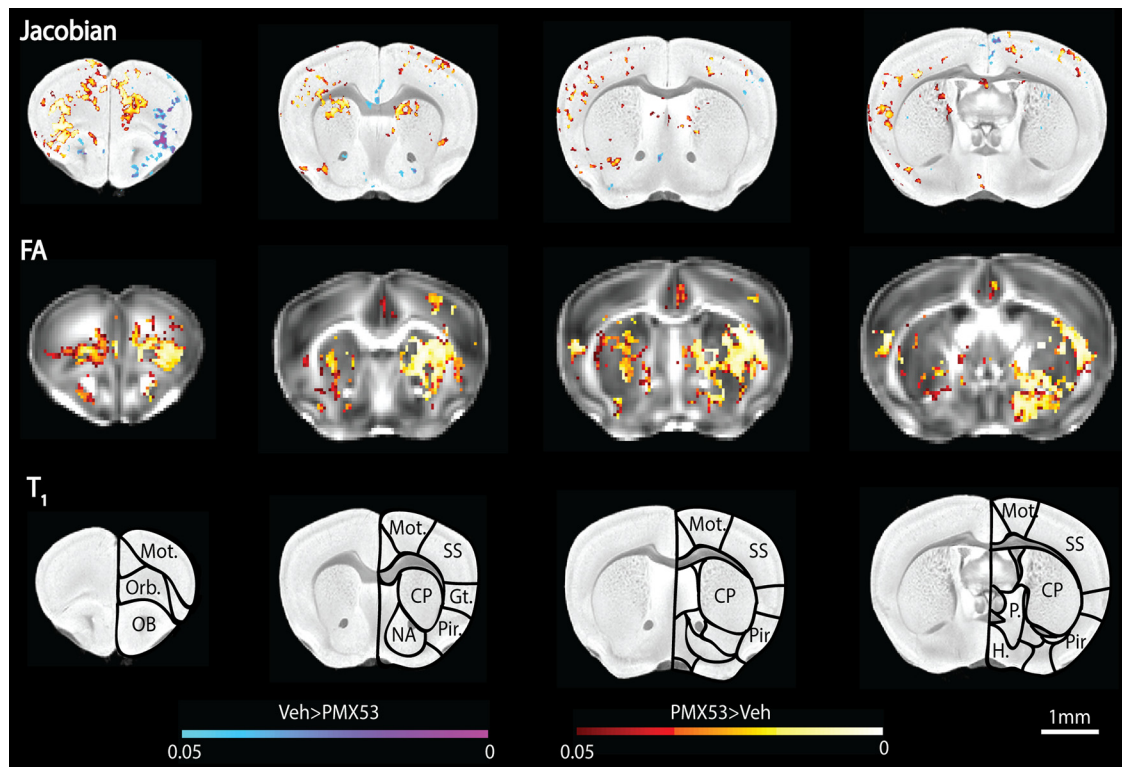 Jacobian
FA
T1
Mot.
Orb.
OB
Mot.
SS
CP
Gt.
NA
Pir.
Mot.
SS
CP
Pir
Mot.
SS
CP
P.
H.
Pir
Veh>PMX53
0.05 0
PMX53>Veh
0.05 0
1mm